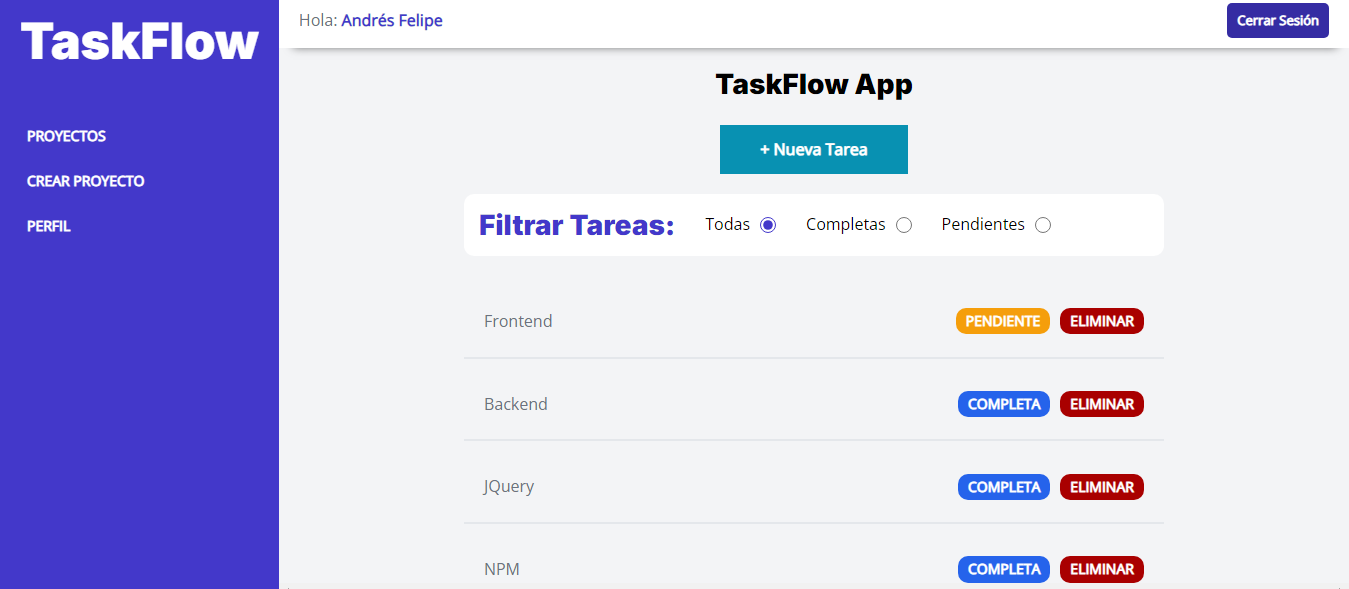 TaskFlow
PROYECTOS
CREAR PROYECTO
PERFIL
Hola: Andrés Felipe
Cerrar Sesión
TaskFlow App
+ Nueva Tarea
Filtrar Tareas: Todas Completas Pendientes
Frontend PENDIENTE ELIMINAR
Backend COMPLETA ELIMINAR
JQuery COMPLETA ELIMINAR
NPM COMPLETA ELIMINAR